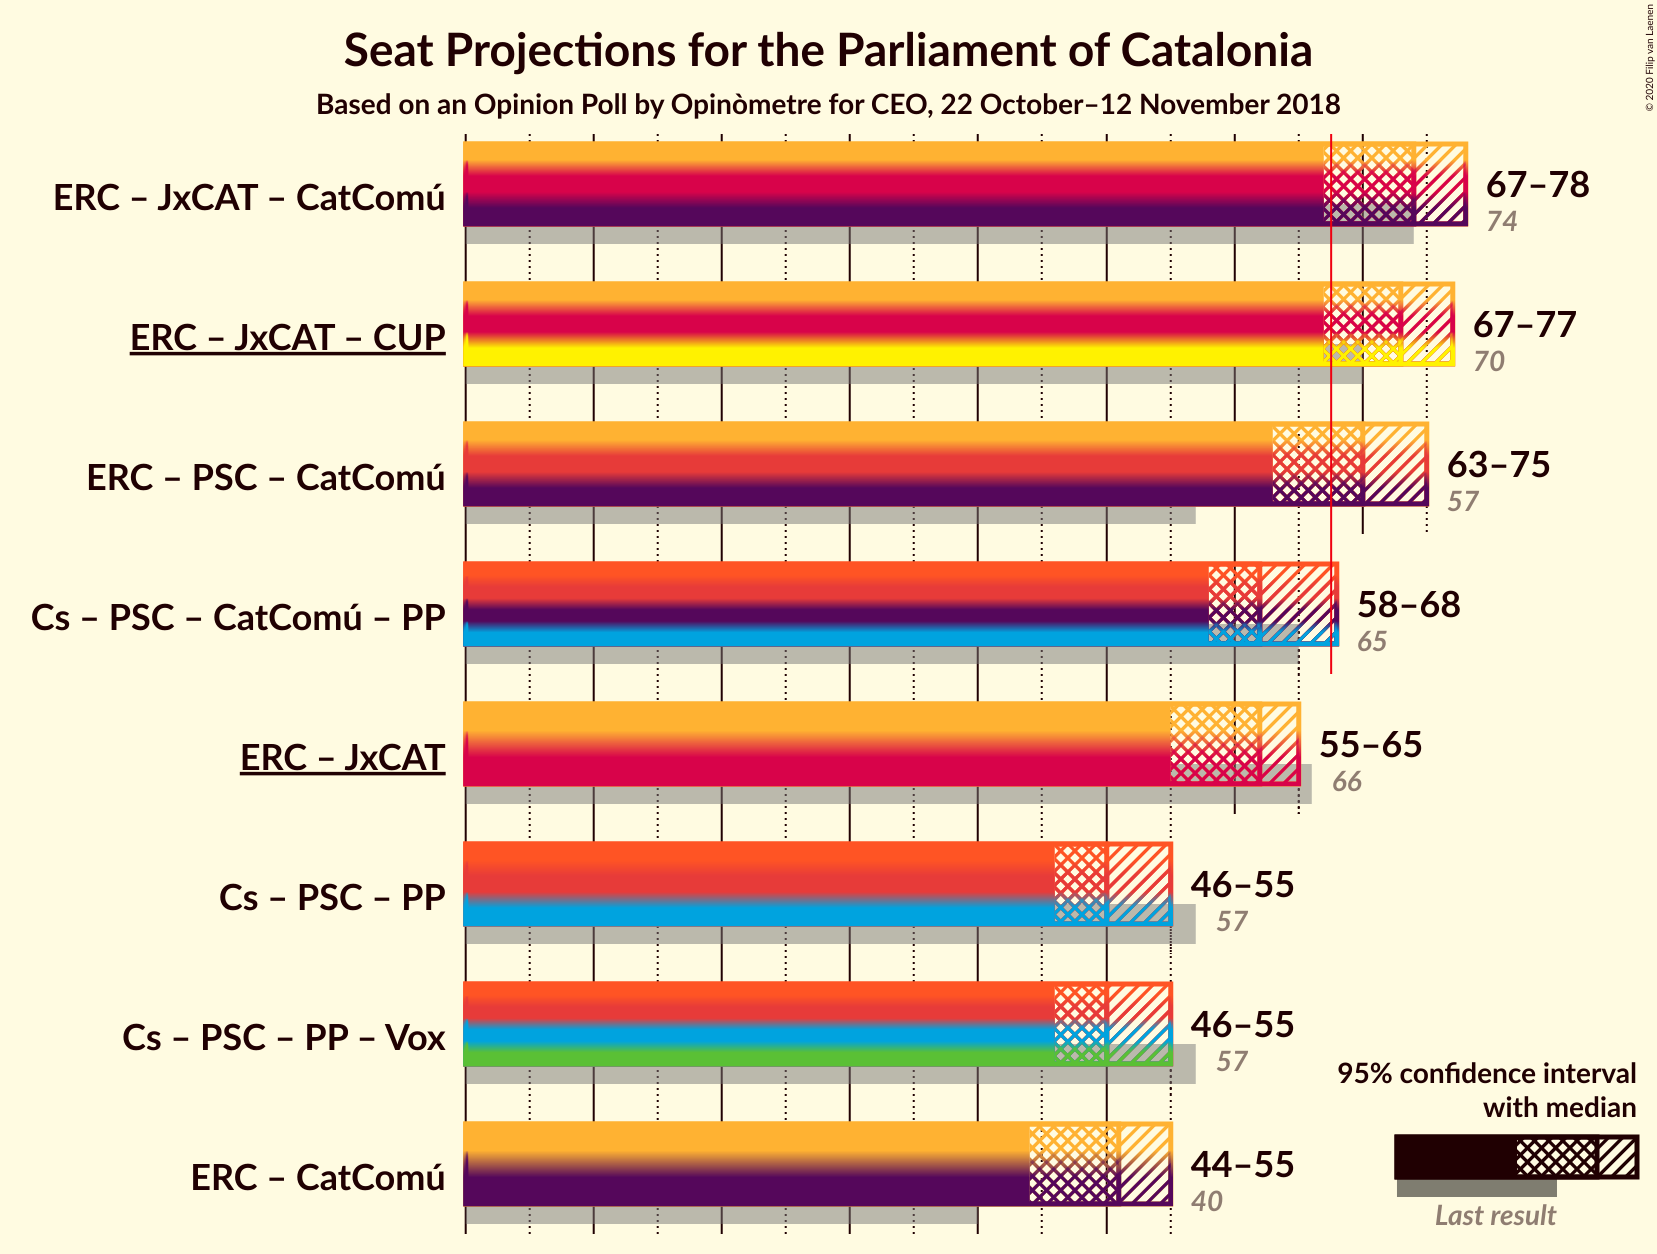 Seat Projections for the Parliament of Catalonia
Based on an Opinion Poll by Opinòmetre for CEO, 22 October–12 November 2018
© 2020 Filip van Laenen
ERC – JxCAT – CatComú
67–78
74
ERC – JxCAT – CUP
67–77
70
ERC – PSC – CatComú
63–75
57
Cs – PSC – CatComú – PP
58–68
65
ERC – JxCAT
55–65
66
Cs – PSC – PP
46–55
57
Cs – PSC – PP – Vox
46–55
57
ERC – CatComú
44–55
40
95% confidence interval
with median
Last result